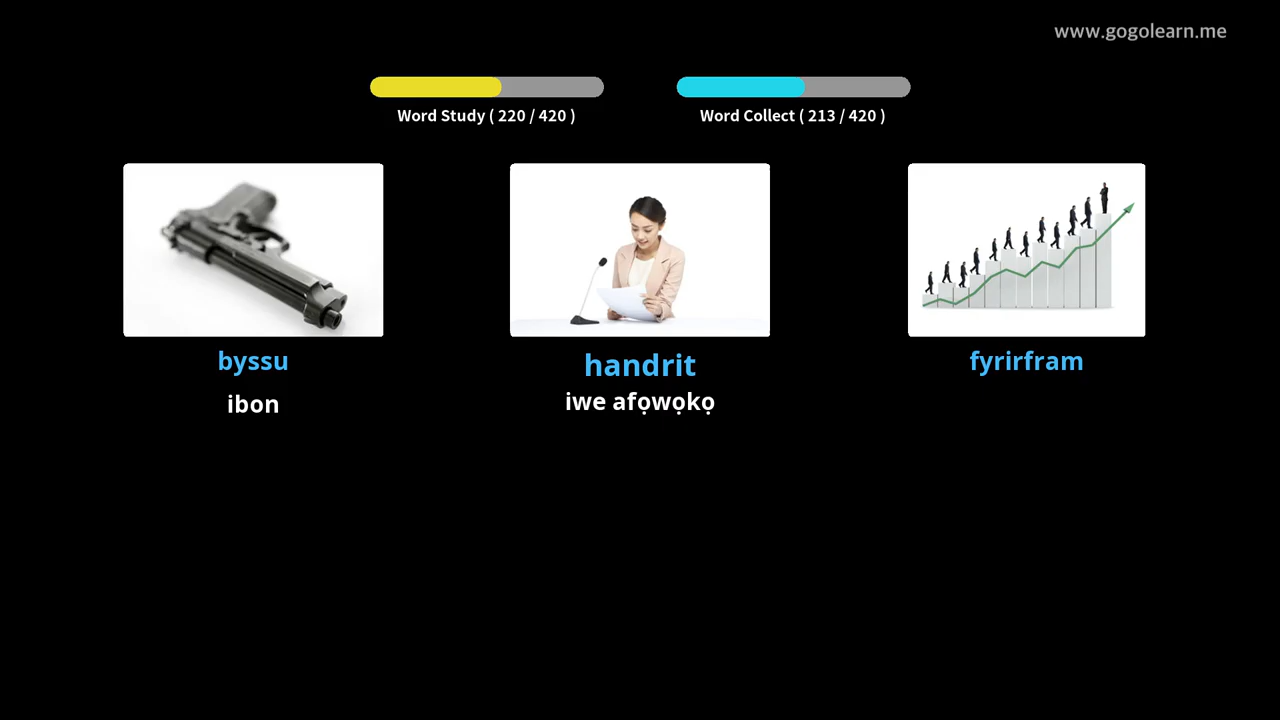 www.gogolearn.me
Word Study ( 220 / 420 )
Word Collect ( 213 / 420 )
byssu
handrit
fyrirfram
ibon
iwe afọwọkọ